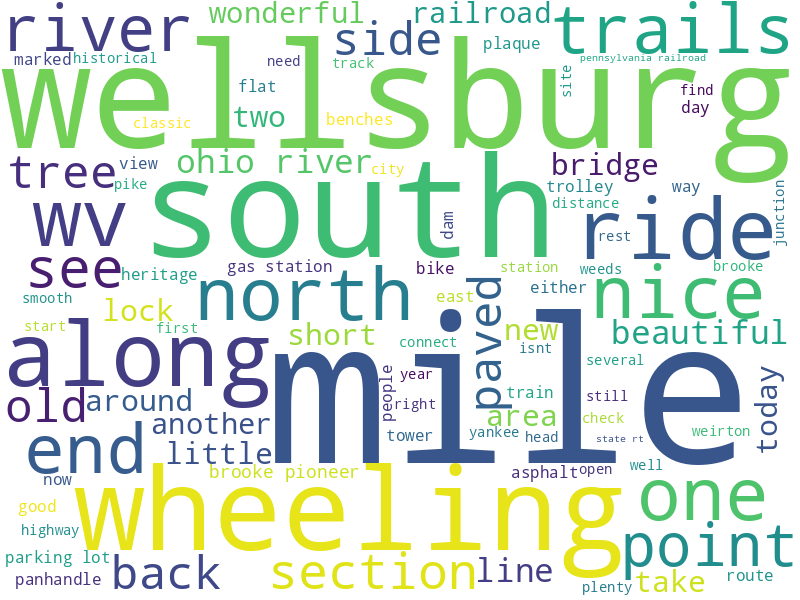 river
wonderful
railroad
trails
side
plaque
marked
historical
need
track
pennsylvania railroad
wellsburg
site
find
day
flat
two
classic
benches
tree
view
ohio river
city
bridge
pike
trolley
way
distance
junction
wv
south
dam
ride
rest
see
heritage
gas station
bike
station
weeds
brooke
smooth
north
either
nice
lock
east
paved
start
first
short
connect
new
beautiful
along
mile
isnt
several
people
year
train
still
today
old
around
right
area
check
another
tower
yankee
head
state rt
weirton
end
little
brooke pioneer
asphalt
open
well
now
wheeling
one
good
highway
point
parking lot
panhandle
back
section
line
plenty
take
route